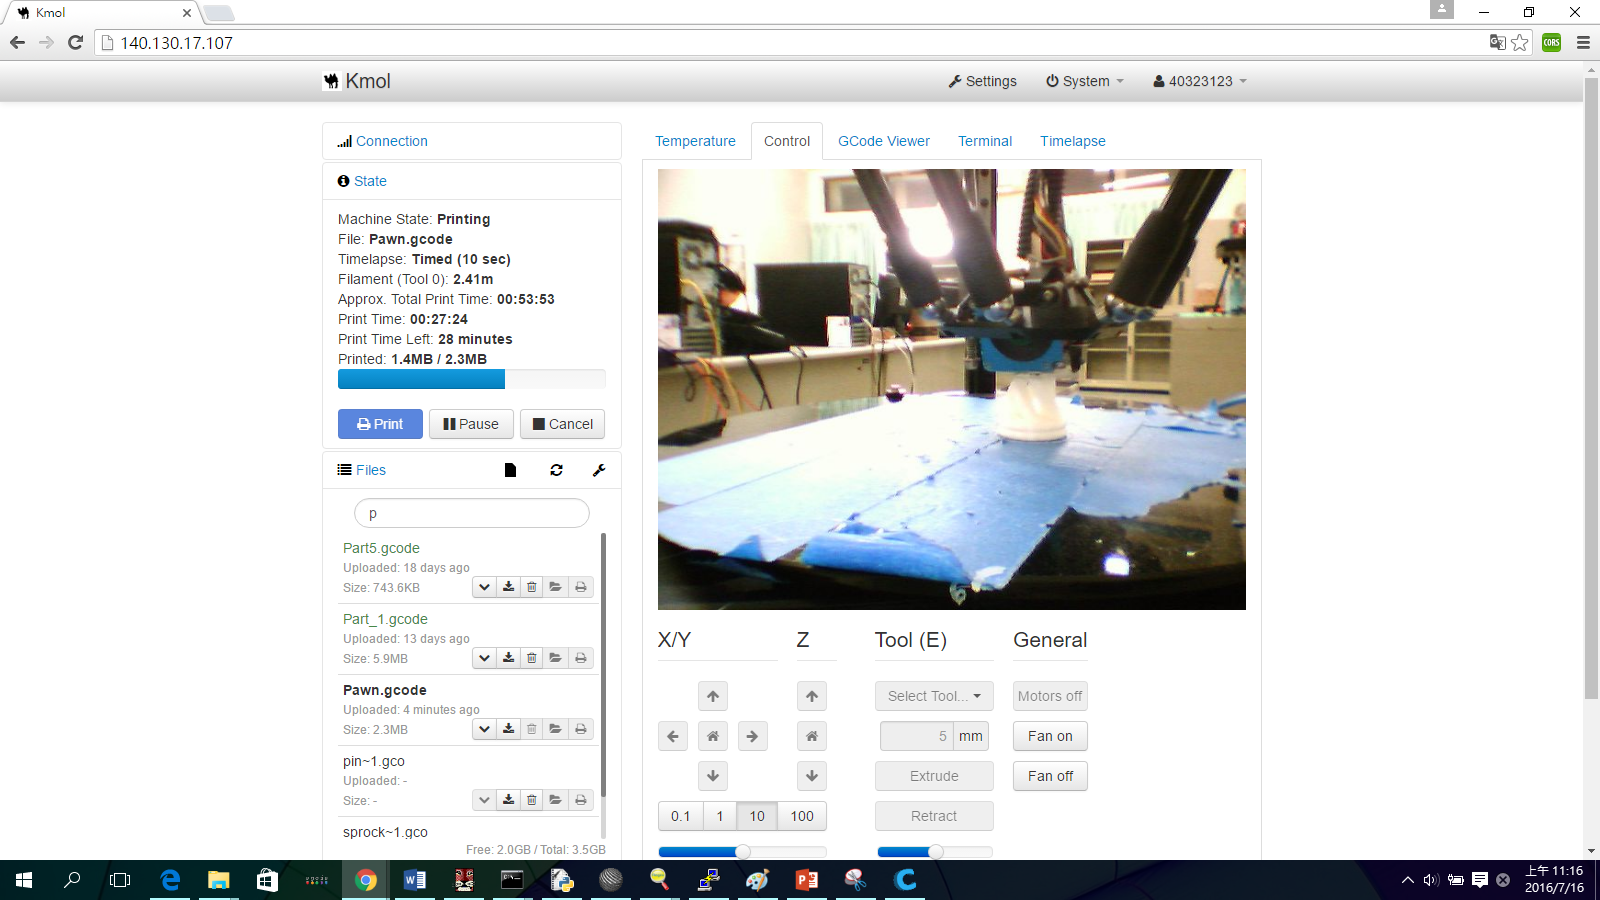 Kmol
140.130.17.107
CORS
Kmol
Settings System 40323123
Connection
State
Machine State: Printing
File: Pawn.gcode
Timelapse: Timed (10 sec)
Filament (Tool 0): 2.41m
Approx. Total Print Time: 00:53:53
Print Time: 00:27:24
Print Time Left: 28 minutes
Printed: 1.4MB / 2.3MB
Print Pause Cancel
Files
p
Part5.gcode
Uploaded: 18 days ago
Size: 743.6KB
Part_1.gcode
Uploaded: 13 days ago
Size: 5.9MB
Pawn.gcode
Uploaded: 4 minutes ago
Size: 2.3MB
pin~1.gco
Uploaded: -
Size: -
sprock~1.gco
Free: 2.0GB / Total: 3.5GB
Temperature Control GCode Viewer Terminal Timelapse
X/Y Z Tool (E) General
Select Tool... Motors off
5 mm Fan on
Extrude Fan off
0.1 1 10 100 Retract
上午 11:16
2016/7/16